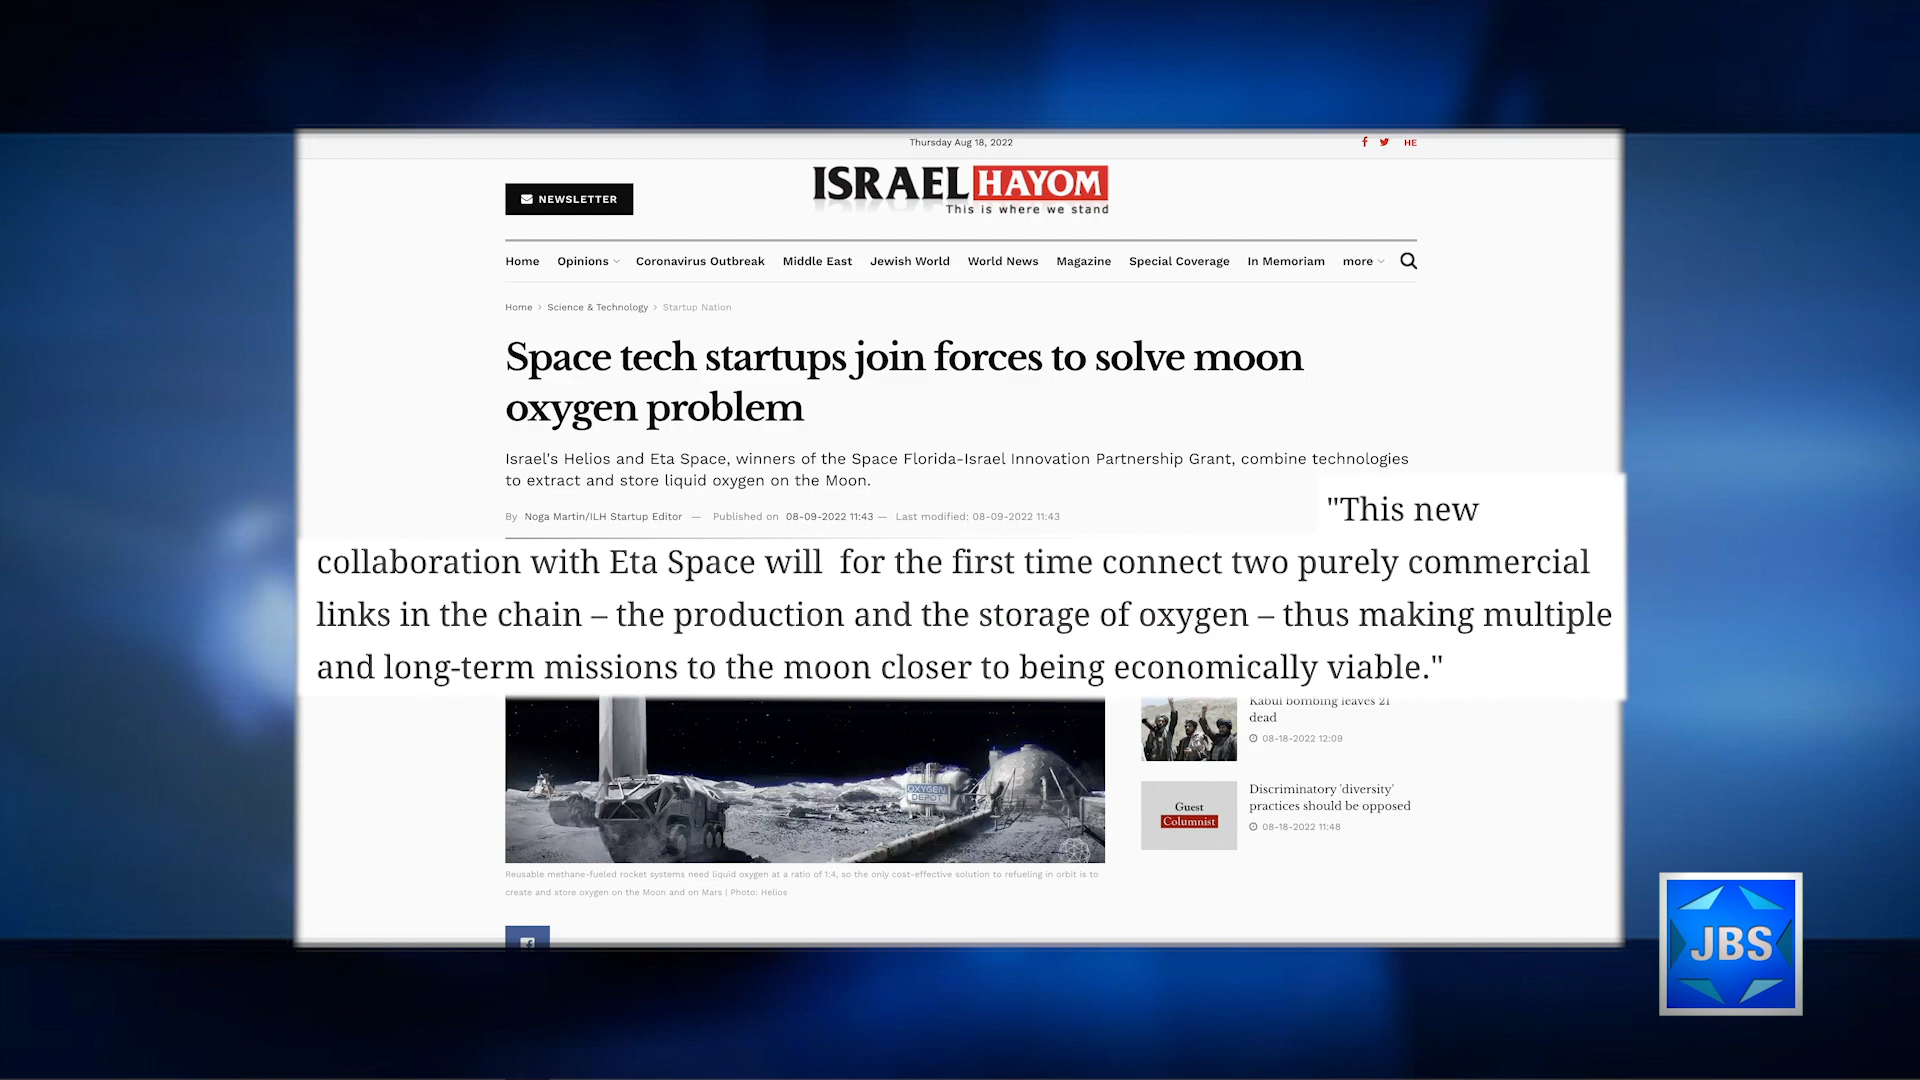 Thursday Aug 18, 2022
HE
NEWSLETTER
ISRAEL HAYOM
This is where we stand
Home Opinions Coronavirus Outbreak Middle East Jewish World World News Magazine Special Coverage In Memoriam more
Home > Science & Technology > Startup Nation
Space tech startups join forces to solve moon
oxygen problem
Israel's Helios and Eta Space, winners of the Space Florida-Israel Innovation Partnership Grant, combine technologies
to extract and store liquid oxygen on the Moon.
By Noga Martin/ILH Startup Editor — Published on 08-09-2022 11:43 — Last modified: 08-09-2022 11:43
"This new
collaboration with Eta Space will for the first time connect two purely commercial
links in the chain – the production and the storage of oxygen – thus making multiple
and long-term missions to the moon closer to being economically viable."
OXYGEN
DEPOT
Reusable methane-fueled rocket systems need liquid oxygen at a ratio of 1:4, so the only cost-effective solution to refueling in orbit is to
create and store oxygen on the Moon and on Mars | Photo: Helios
Kabul bombing leaves 21
dead
08-18-2022 12:09
Guest
Columnist
Discriminatory 'diversity'
practices should be opposed
08-18-2022 11:48
JBS